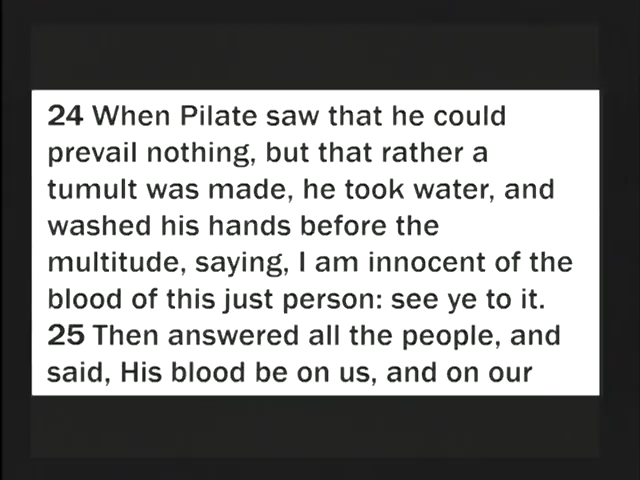 24 When Pilate saw that he could
prevail nothing, but that rather a
tumult was made, he took water, and
washed his hands before the
multitude, saying, I am innocent of the
blood of this just person: see ye to it.
25 Then answered all the people, and
said, His blood be on us, and on our